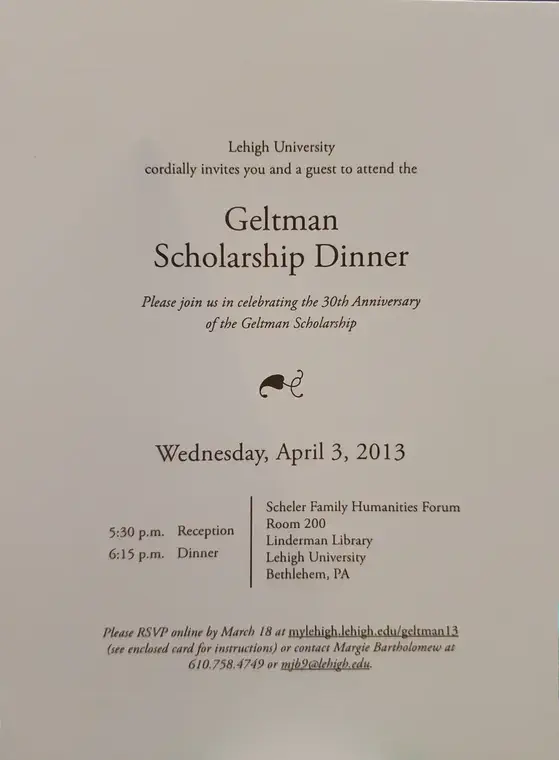 Lehigh University
cordially invites you and a guest to attend the
Geltman
Scholarship Dinner
Please join us in celebrating the 30th Anniversary
of the Geltman Scholarship
Wednesday, April 3, 2013
5:30 p.m. Reception
6:15 p.m. Dinner
Scheler Family Humanities Forum
Room 200
Linderman Library
Lehigh University
Bethlehem, PA
Please RSVP online by March 18 at mylehigh.lehigh.edu/geltman13
(see enclosed card for instructions) or contact Margie Bartholomew at
610.758.4749 or mjb9@lehigh.edu.